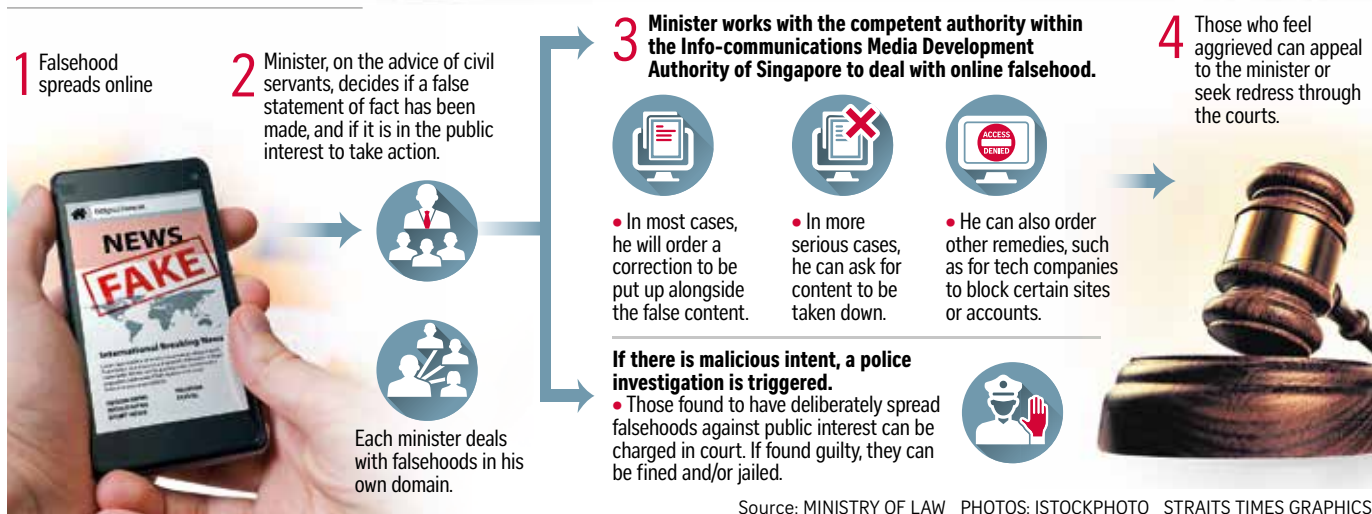 1
Falsehood
spreads online
NEWS
FAKE
International Breaking News
2
Minister, on the advice of civil
servants, decides if a false
statement of fact has been
made, and if it is in the public
interest to take action.
Each minister deals
with falsehoods in his
own domain.
3
Minister works with the competent authority within
the Info-communications Media Development
Authority of Singapore to deal with online falsehood.
• In most cases,
he will order a
correction to be
put up alongside
the false content.
• In more
serious cases,
he can ask for
content to be
taken down.
ACCESS
DENIED
• He can also order
other remedies, such
as for tech companies
to block certain sites
or accounts.
If there is malicious intent, a police
investigation is triggered.
• Those found to have deliberately spread
falsehoods against public interest can be
charged in court. If found guilty, they can
be fined and/or jailed.
4
Those who feel
aggrieved can appeal
to the minister or
seek redress through
the courts.
Source: MINISTRY OF LAW PHOTOS: ISTOCKPHOTO STRAITS TIMES GRAPHICS